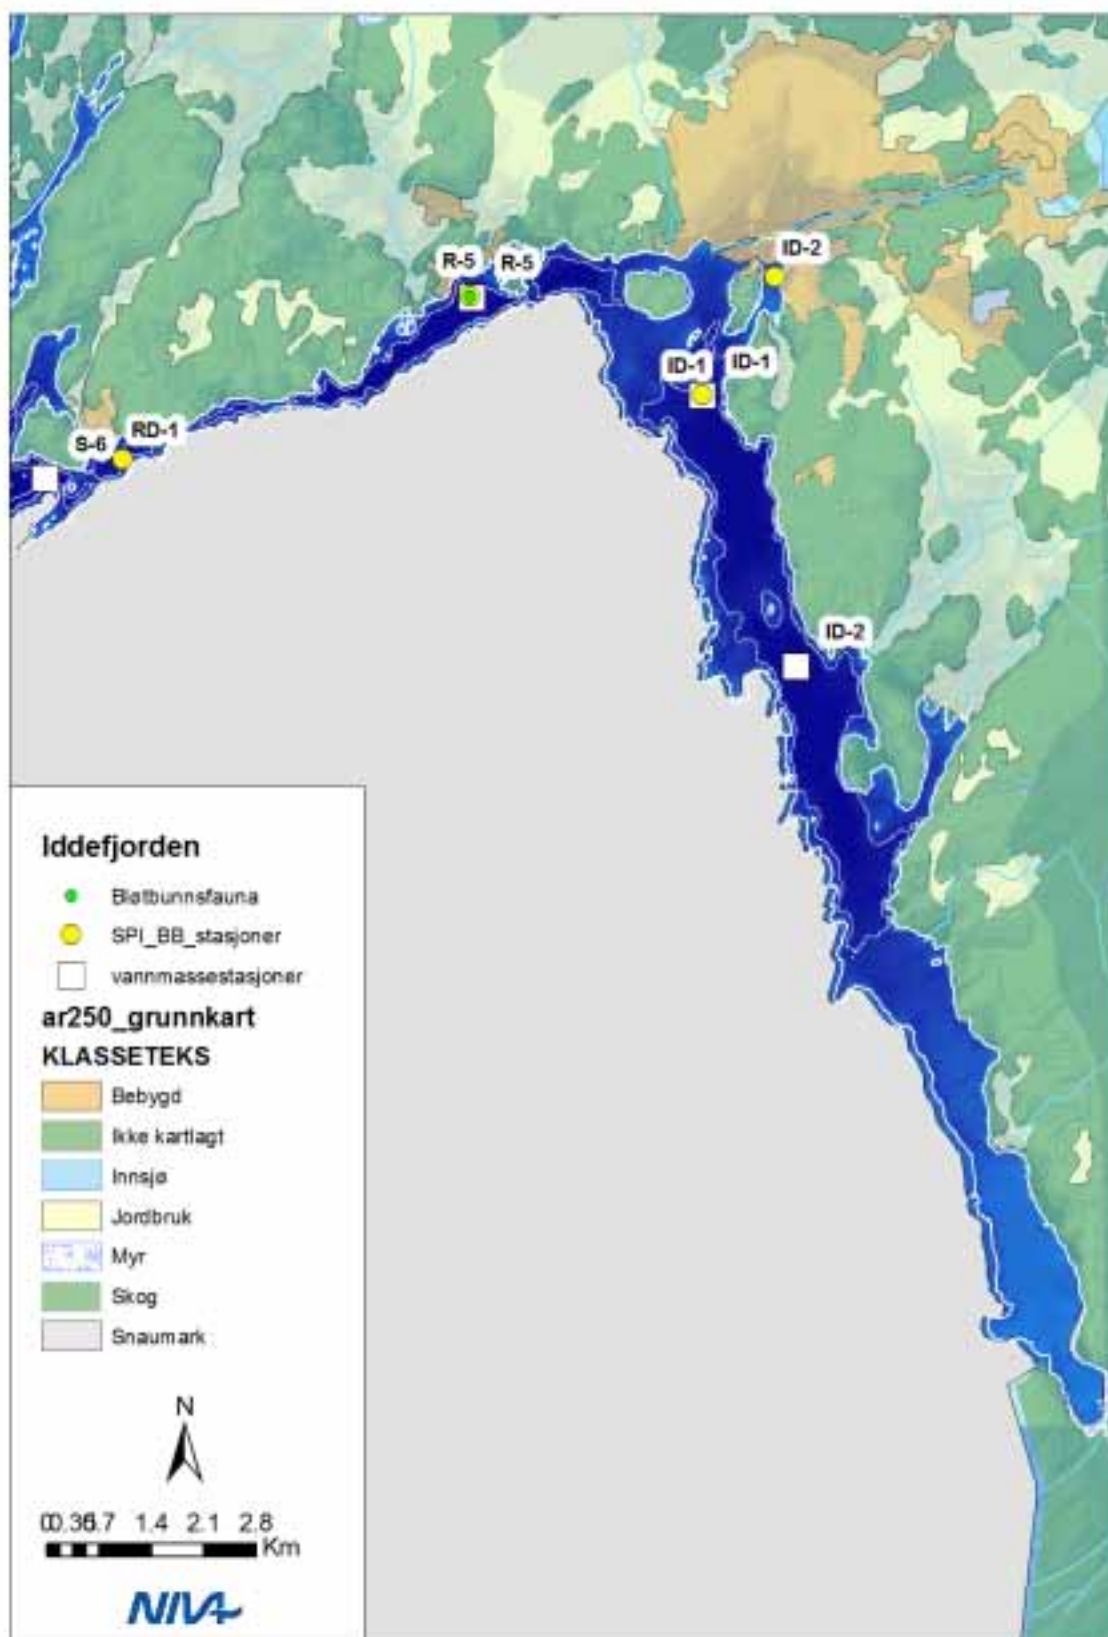 ID-2
R-5 R-5
ID-1 ID-1
S-6 RD-1
ID-2
Iddefjorden
Bløtbunnsfauna
SPI_BB_stasjoner
vannmassestasjoner
ar250_grunnkart
KLASSETEKS
Bebygd
Ikke kartlagt
Innsjø
Jordbruk
Myr
Skog
Snaumark
N
1.4 2.1 2.8
Km
NIVA